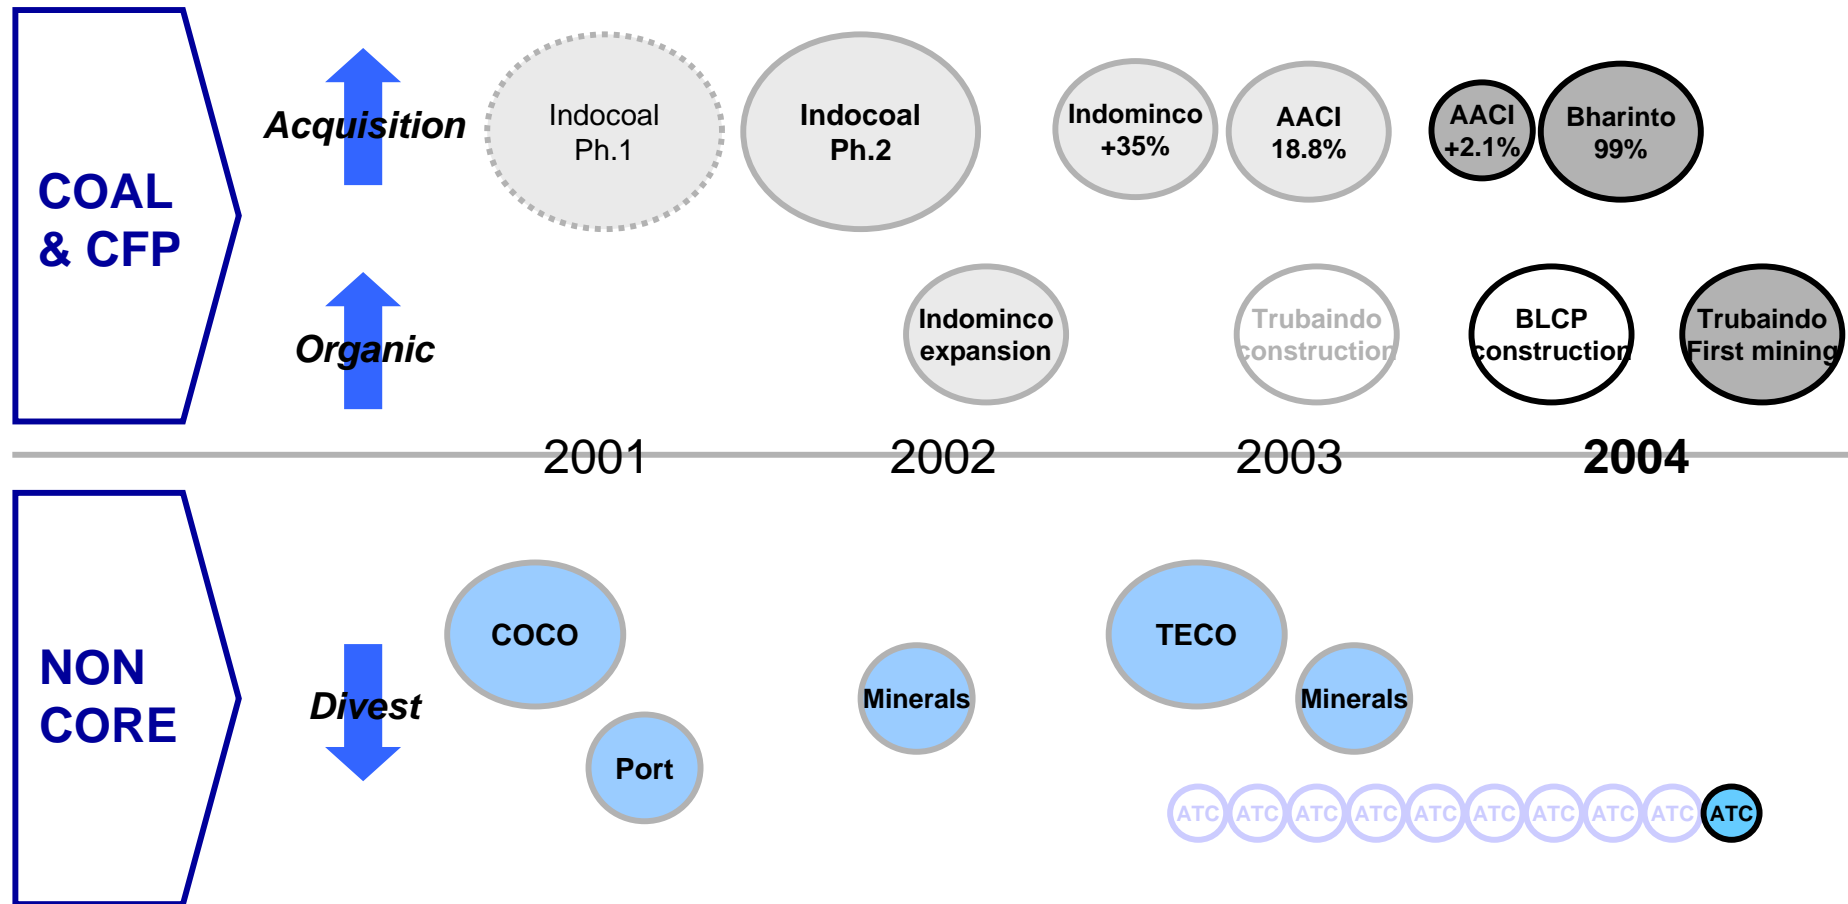 COAL
& CFP
Acquisition
Indocoal
Ph.1
Indocoal
Ph.2
Indominco
+35%
AACI
18.8%
AACI
+2.1%
Bharinto
99%
Organic
Indominco
expansion
Trubaindo
construction
BLCP
construction
Trubaindo
First mining
2001
2002
2003
2004
NON
CORE
Divest
COCO
Port
Minerals
TECO
Minerals
ATC
ATC
ATC
ATC
ATC
ATC
ATC
ATC
ATC
ATC